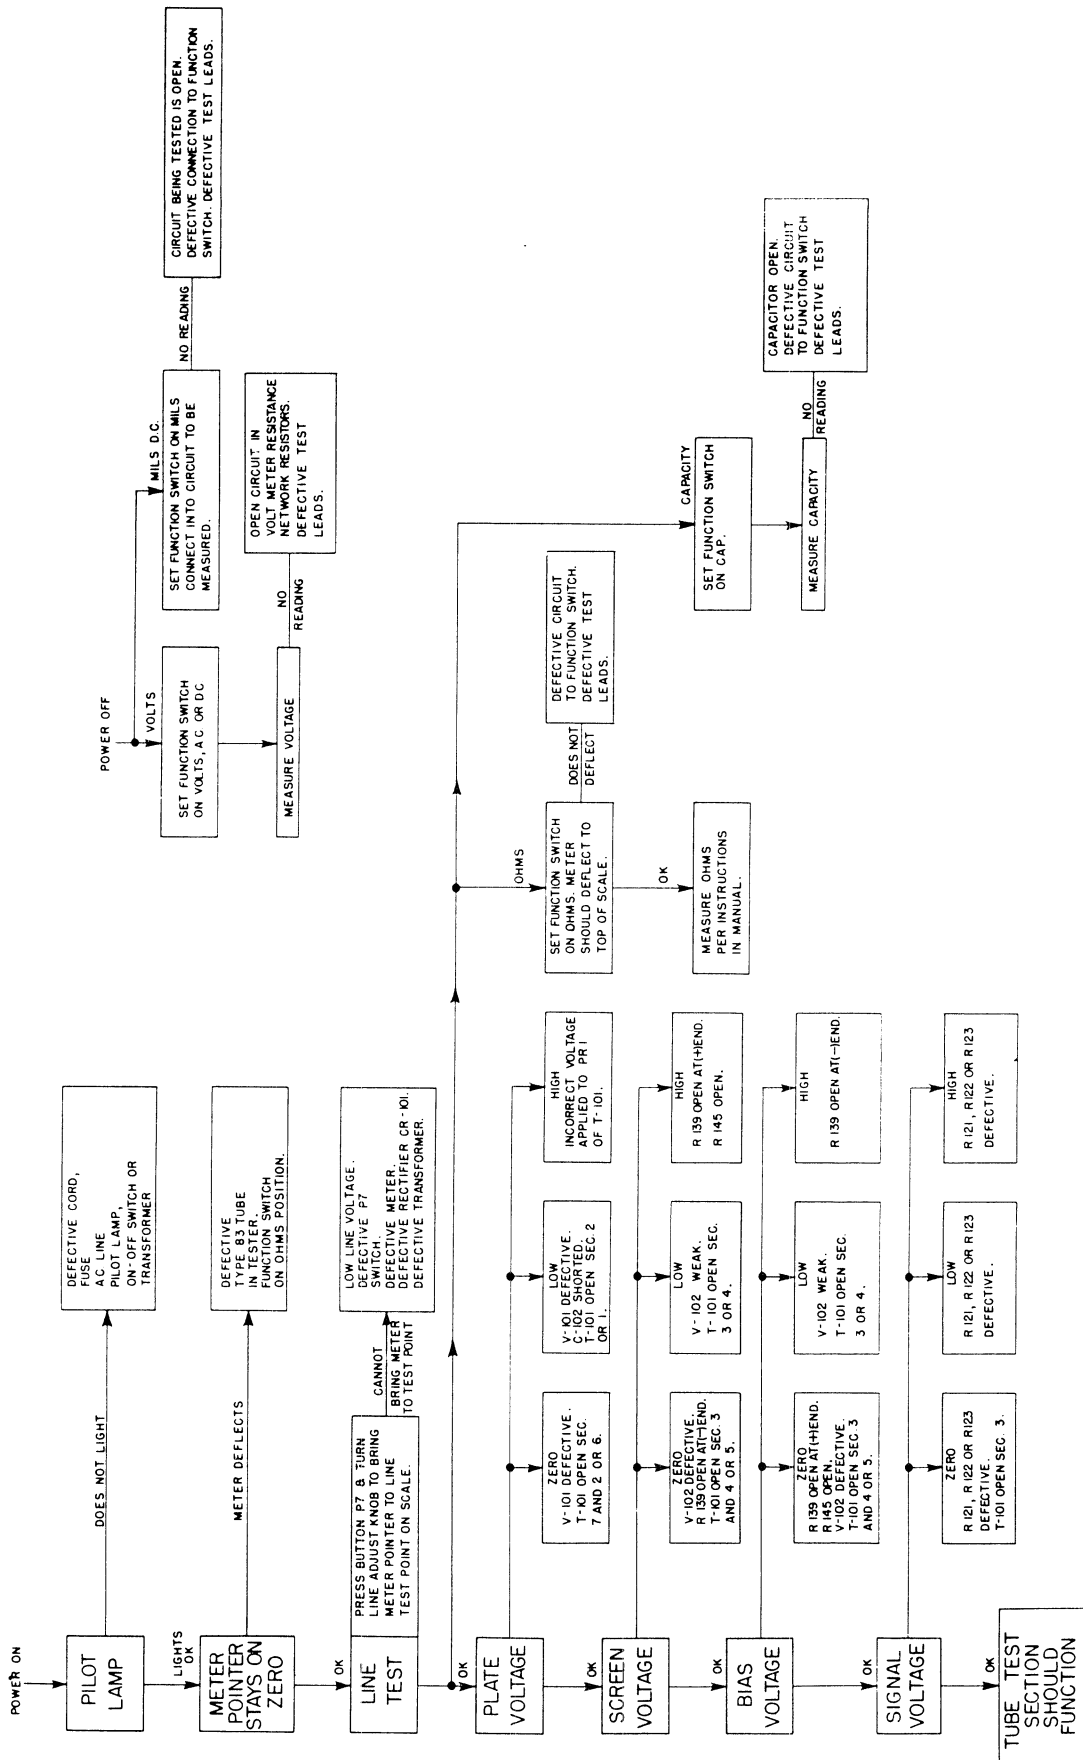 POWER ON
PILOT
LAMP
DOES NOT LIGHT
DEFECTIVE CORD,
FUSE
AC LINE
PILOT LAMP,
ON-OFF SWITCH OR
TRANSFORMER
LIGHTS
OK
METER
POINTER
STAYS ON
ZERO
METER DEFLECTS
DEFECTIVE
TYPE 83 TUBE
IN TESTER.
FUNCTION SWITCH
ON OHMS POSITION.
OK
LINE
TEST
PRESS BUTTON P7 & TURN
LINE ADJUST KNOB TO BRING
METER POINTER TO LINE
TEST POINT ON SCALE.
CANNOT
BRING METER
TO TEST POINT
LOW LINE VOLTAGE.
DEFECTIVE P7
SWITCH.
DEFECTIVE METER.
DEFECTIVE RECTIFIER CR-101.
DEFECTIVE TRANSFORMER.
OK
PLATE
VOLTAGE
ZERO
V-101 DEFECTIVE.
T-101 OPEN SEC.
7 AND 2 OR 6.
LOW
V-101 DEFECTIVE.
C-102 SHORTED.
T-101 OPEN SEC. 2
OR 1.
HIGH
INCORRECT VOLTAGE
APPLIED TO PRI
OF T-101.
OK
SCREEN
VOLTAGE
ZERO
V-102 DEFECTIVE.
R 139 OPEN AT(-)END.
T-101 OPEN SEC. 3
AND 4 OR 5.
LOW
V-102 WEAK.
T-101 OPEN SEC.
3 OR 4.
HIGH
R 139 OPEN AT(+)END.
R 145 OPEN.
OK
BIAS
VOLTAGE
ZERO
R 139 OPEN AT(+)END.
R 145 OPEN.
V-102 DEFECTIVE.
T-101 OPEN SEC. 3
AND 4 OR 5.
LOW
V-102 WEAK.
T-101 OPEN SEC.
3 OR 4.
HIGH
R 139 OPEN AT(-)END.
OK
SIGNAL
VOLTAGE
ZERO
R 121, R 122 OR R 123
DEFECTIVE.
T-101 OPEN SEC. 3.
LOW
R 121, R 122 OR R 123
DEFECTIVE.
HIGH
R 121, R 122 OR R 123
DEFECTIVE.
OK
TUBE TEST
SECTION
SHOULD
FUNCTION
OHMS
SET FUNCTION SWITCH
ON OHMS. METER
SHOULD DEFLECT TO
TOP OF SCALE.
DOES NOT
DEFLECT
DEFECTIVE CIRCUIT
TO FUNCTION SWITCH.
DEFECTIVE TEST
LEADS.
OK
MEASURE OHMS
PER INSTRUCTIONS
IN MANUAL.
CAPACITY
SET FUNCTION SWITCH
ON CAP.
MEASURE CAPACITY
NO
READING
CAPACITOR OPEN.
DEFECTIVE CIRCUIT
TO FUNCTION SWITCH
DEFECTIVE TEST
LEADS.
POWER OFF
VOLTS
SET FUNCTION SWITCH
ON VOLTS, AC OR DC
MEASURE VOLTAGE
NO
READING
OPEN CIRCUIT IN
VOLT METER RESISTANCE
NETWORK RESISTORS.
DEFECTIVE TEST
LEADS.
MILS D.C.
SET FUNCTION SWITCH ON MILS
CONNECT INTO CIRCUIT TO BE
MEASURED.
NO READING
CIRCUIT BEING TESTED IS OPEN.
DEFECTIVE CONNECTION TO FUNCTION
SWITCH. DEFECTIVE TEST LEADS.